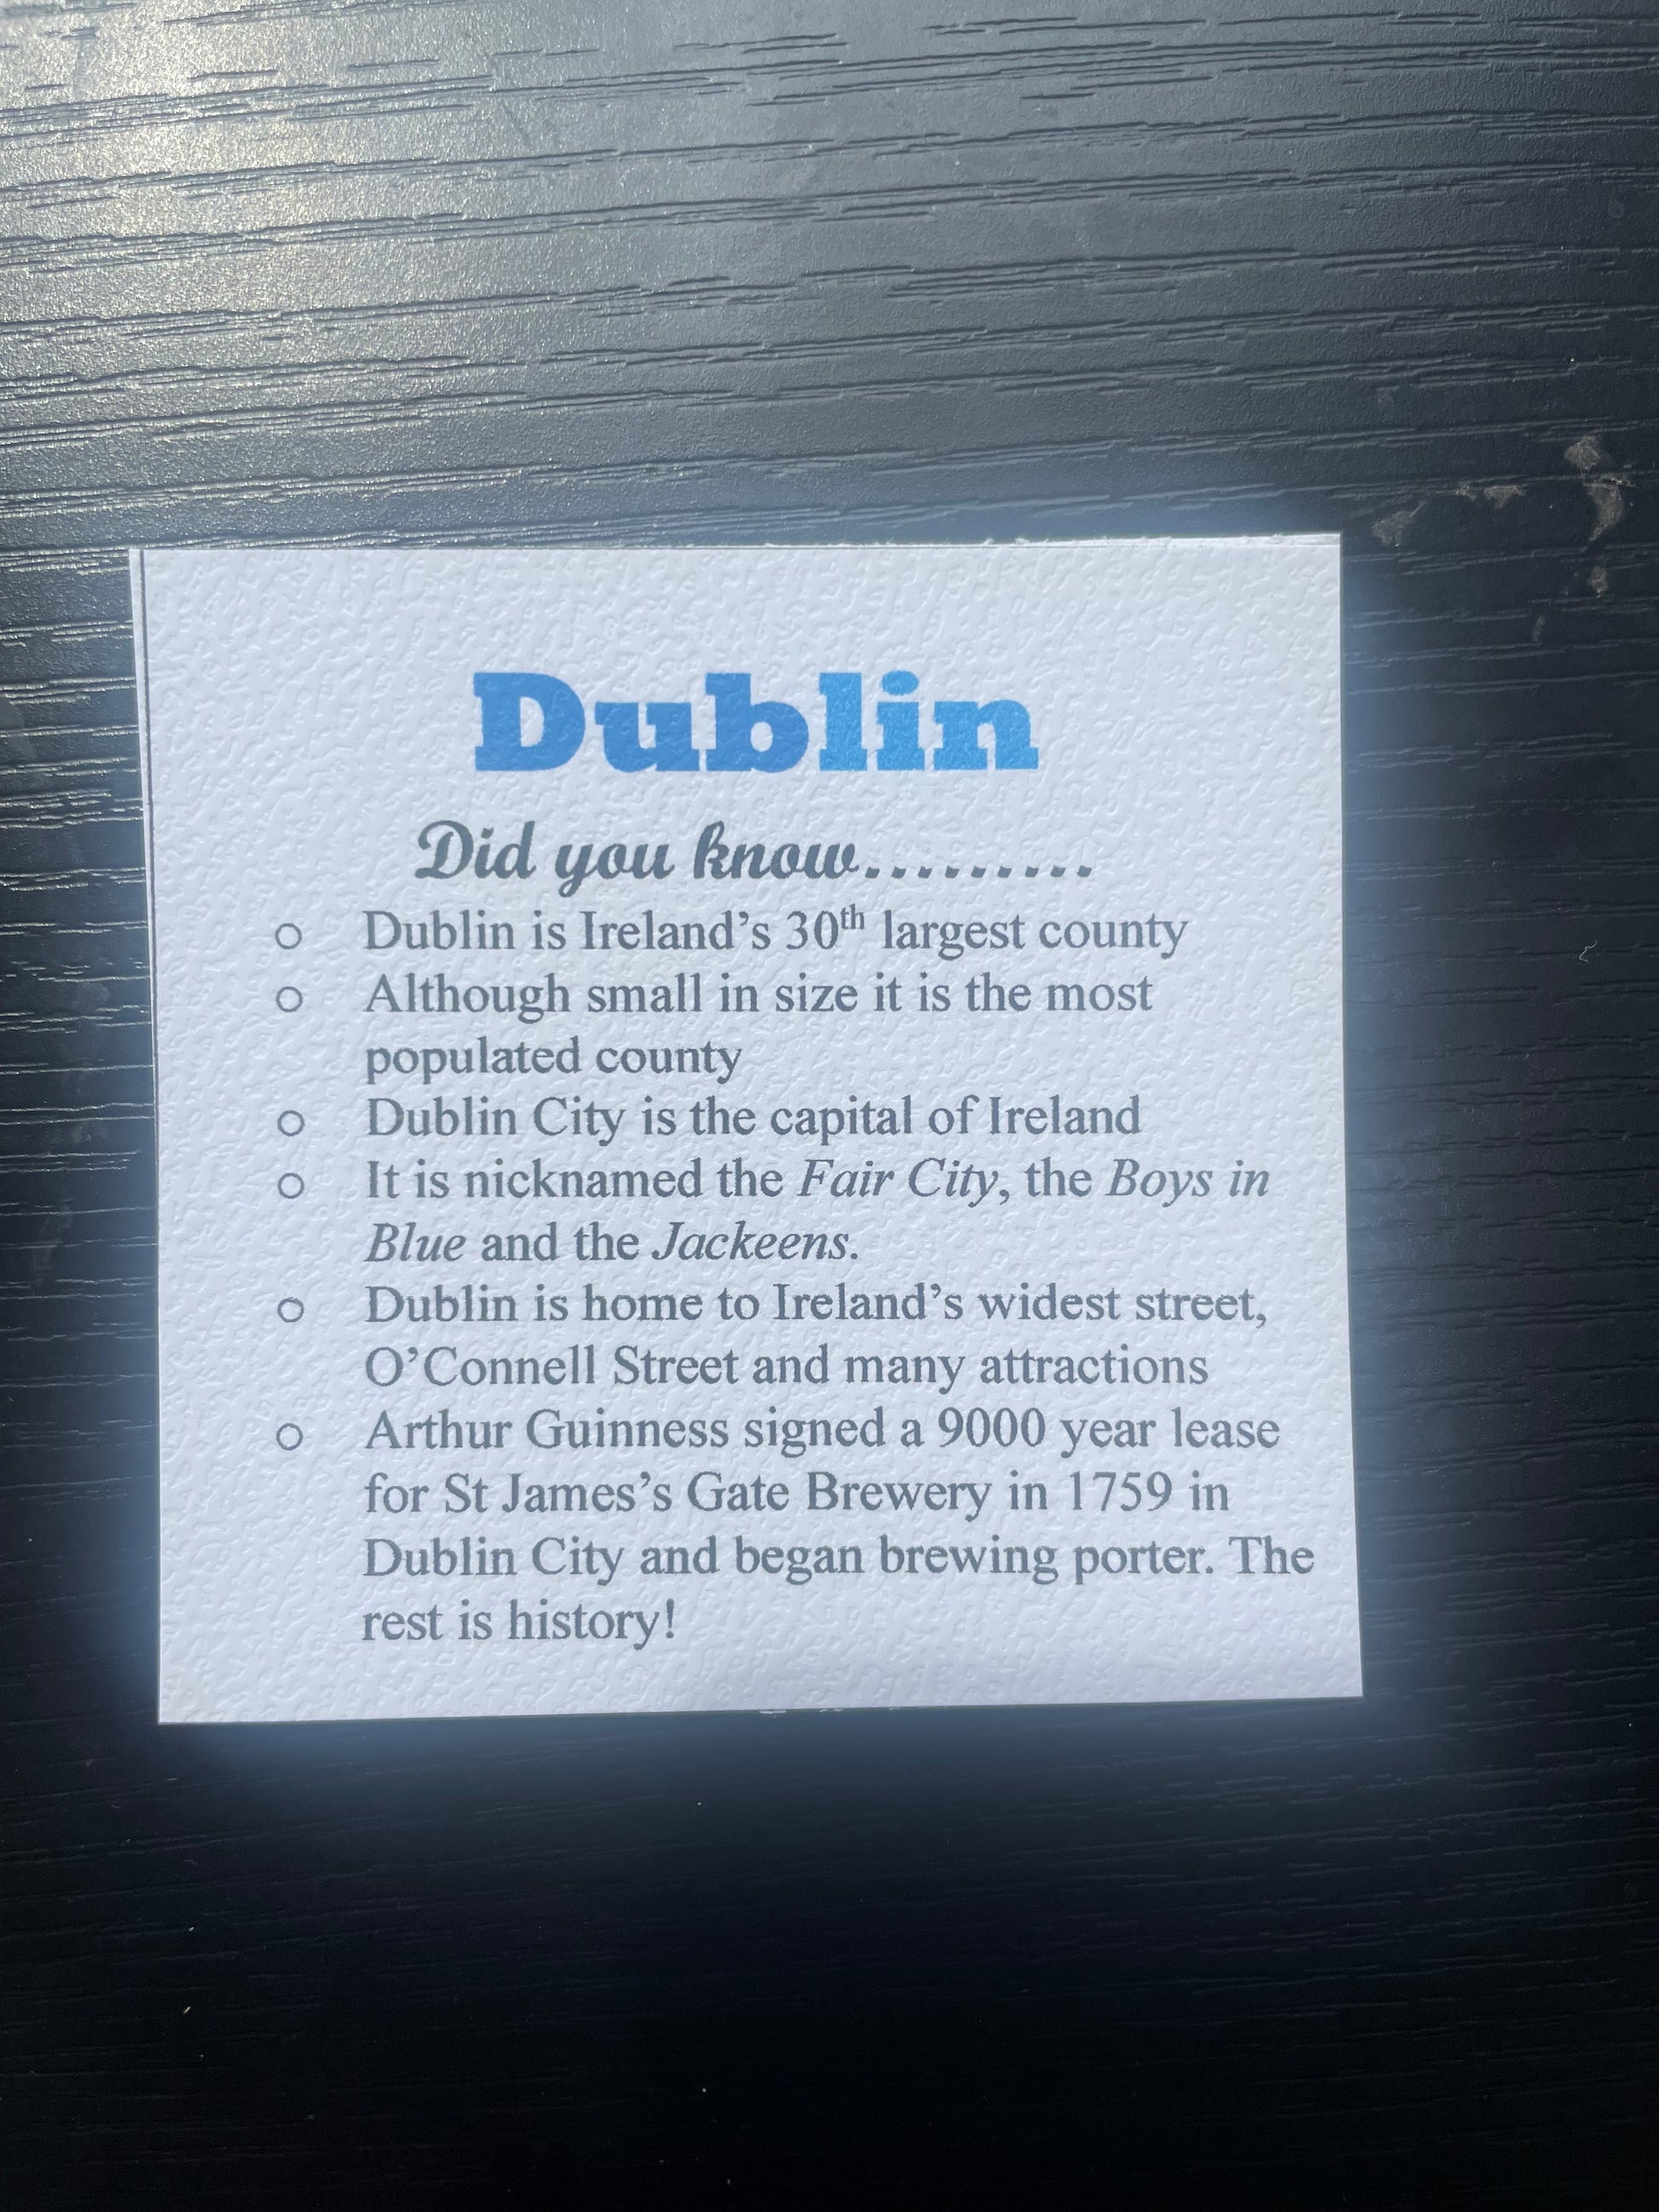 Dublin
Did you know.........
○ Dublin is Ireland's 30th largest county
○ Although small in size it is the most
populated county
○ Dublin City is the capital of Ireland
○ It is nicknamed the Fair City, the Boys in
Blue and the Jackeens.
○ Dublin is home to Ireland's widest street,
O'Connell Street and many attractions
○ Arthur Guinness signed a 9000 year lease
for St James's Gate Brewery in 1759 in
Dublin City and began brewing porter. The
rest is history!